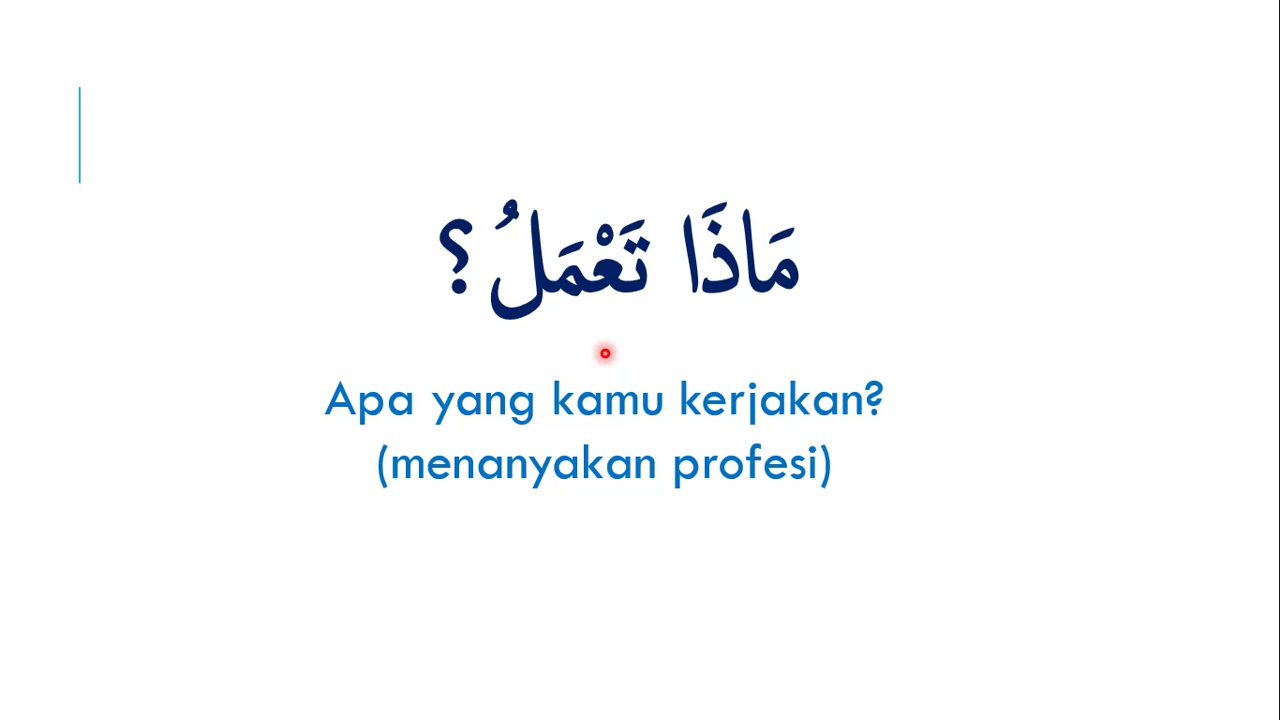 مَاذَا تَعْمَلُ؟
Apa yang kamu kerjakan?
(menanyakan profesi)